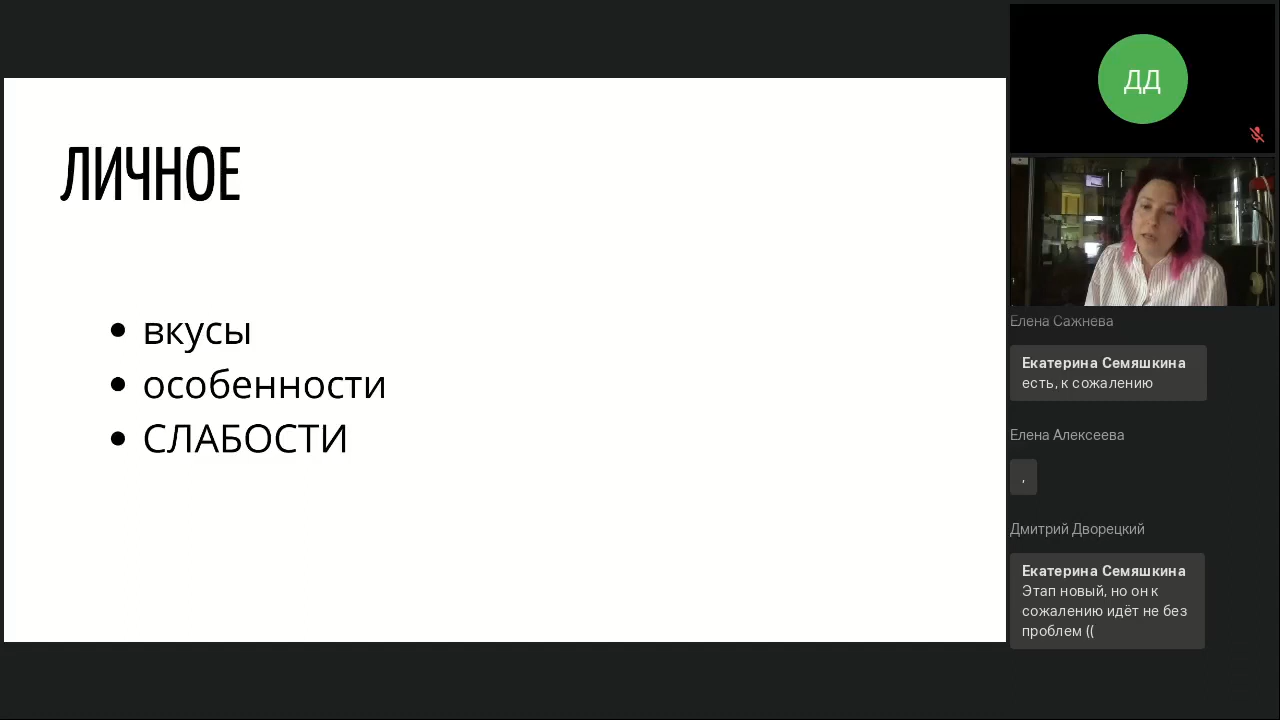 ЛИЧНОЕ
вкусы
особенности
СЛАБОСТИ
ДД
Елена Сажнева
Екатерина Семяшкина
есть, к сожалению
Елена Алексеева
,
Дмитрий Дворецкий
Екатерина Семяшкина
Этап новый, но он к
сожалению идёт не без
проблем ((